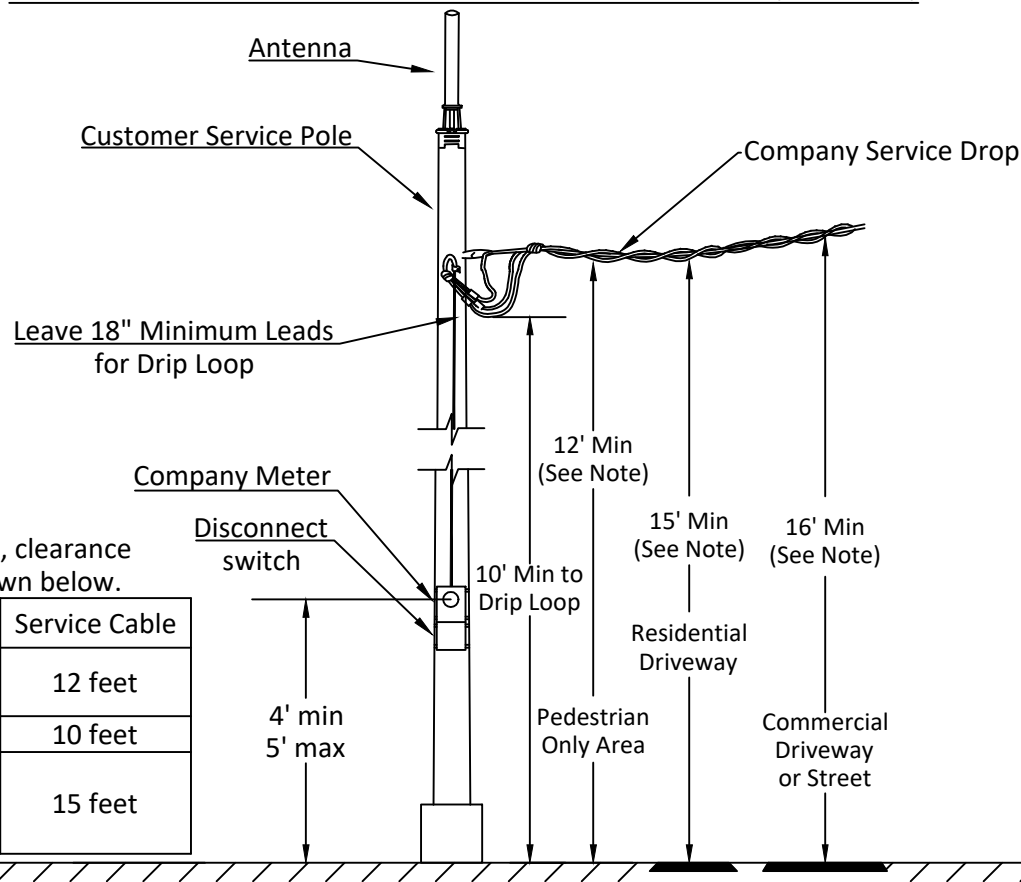 Antenna
Customer Service Pole
Company Service Drop
Leave 18" Minimum Leads
for Drip Loop
12' Min
(See Note)
Company Meter
15' Min
(See Note)
16' Min
(See Note)
Disconnect
switch
, clearance
wn below.
10' Min to
Drip Loop
Service Cable
12 feet
10 feet
15 feet
Residential
Driveway
4' min
5' max
Pedestrian
Only Area
Commercial
Driveway
or Street